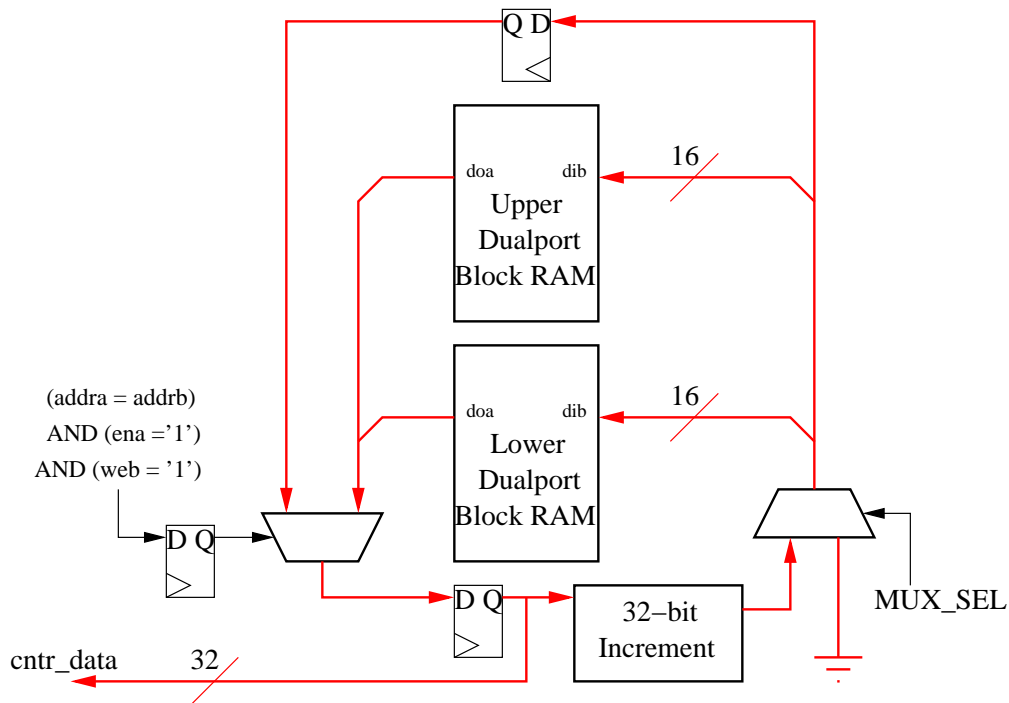 Q D
16
doa dib
Upper
Dualport
Block RAM
(addra = addrb)
AND (ena ='1')
AND (web = '1')
16
doa dib
Lower
Dualport
Block RAM
D Q
D Q
32−bit
Increment
MUX_SEL
cntr_data
32